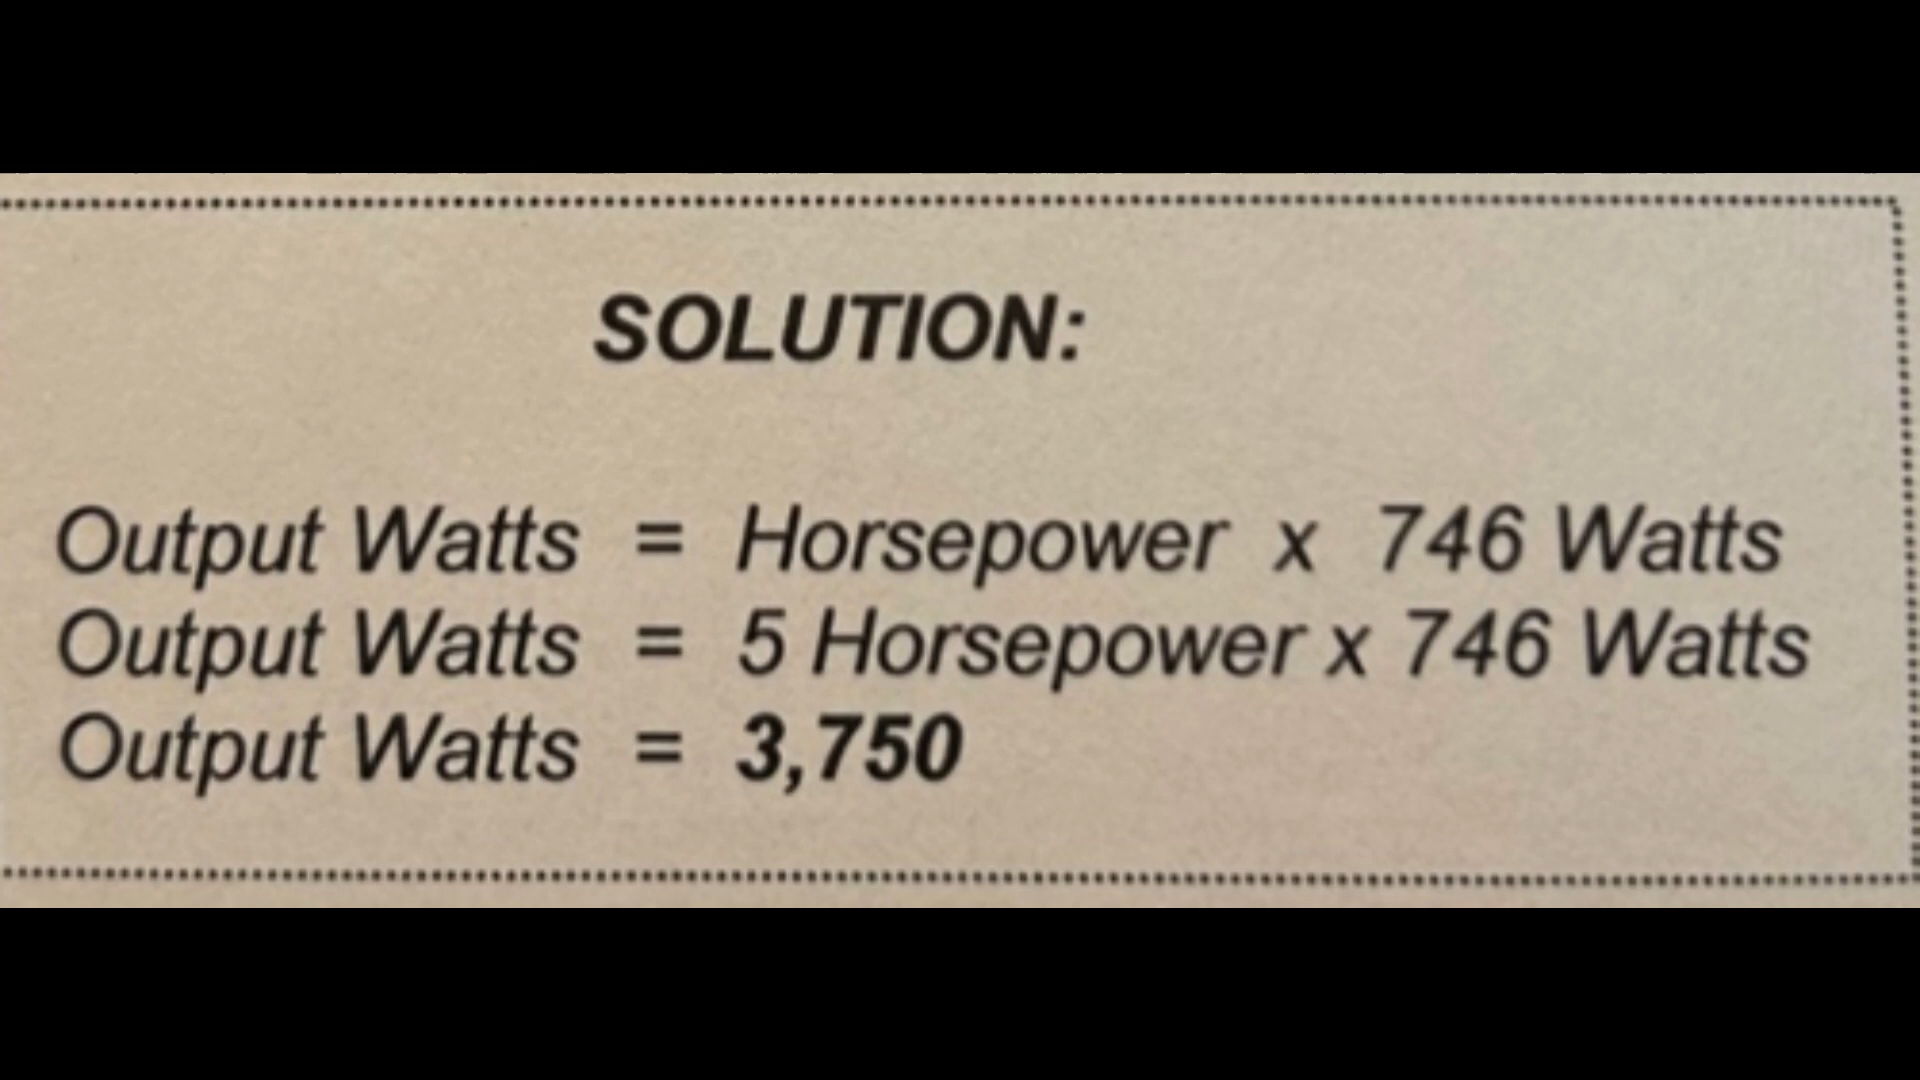 SOLUTION:
Output Watts = Horsepower x 746 Watts
Output Watts = 5 Horsepower x 746 Watts
Output Watts = 3,750